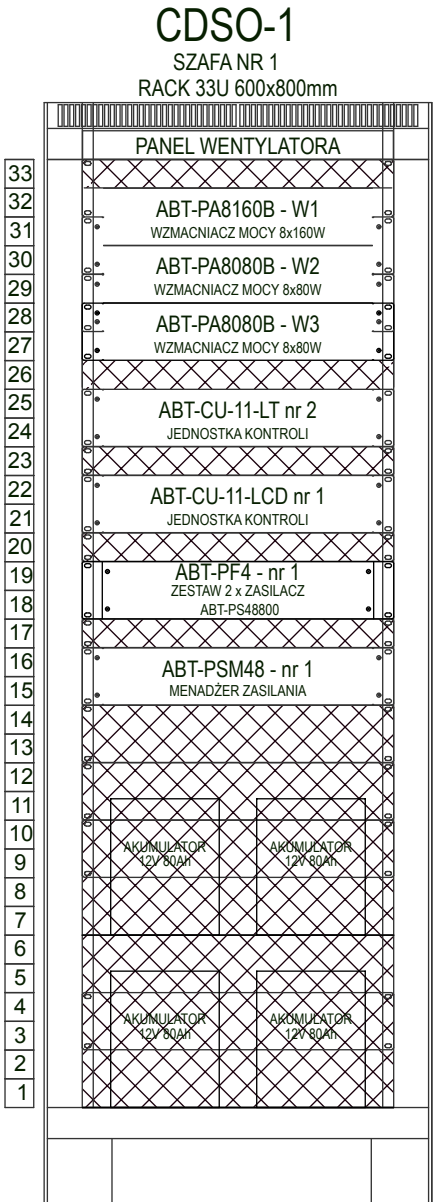 CDSO-1
SZAFA NR 1
RACK 33U 600x800mm
PANEL WENTYLATORA
33
32
ABT-PA8160B - W1
31
WZMACNIACZ MOCY 8x160W
30
ABT-PA8080B - W2
29
WZMACNIACZ MOCY 8x80W
28
ABT-PA8080B - W3
27
WZMACNIACZ MOCY 8x80W
26
25
ABT-CU-11-LT nr 2
24
JEDNOSTKA KONTROLI
23
22
ABT-CU-11-LCD nr 1
21
JEDNOSTKA KONTROLI
20
19
ABT-PF4 - nr 1
ZESTAW 2 x ZASILACZ
18
ABT-PS48800
17
16
ABT-PSM48 - nr 1
15
MENADŻER ZASILANIA
14
13
12
11
10
AKUMULATOR AKUMULATOR
9
12V 80Ah 12V 80Ah
8
7
6
5
4
AKUMULATOR AKUMULATOR
3
12V 80Ah 12V 80Ah
2
1